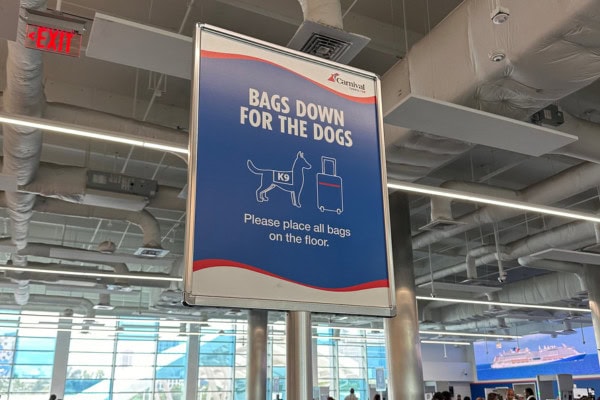 EXIT
Carnival
BAGS DOWN
FOR THE DOGS
K9
Please place all bags
on the floor.